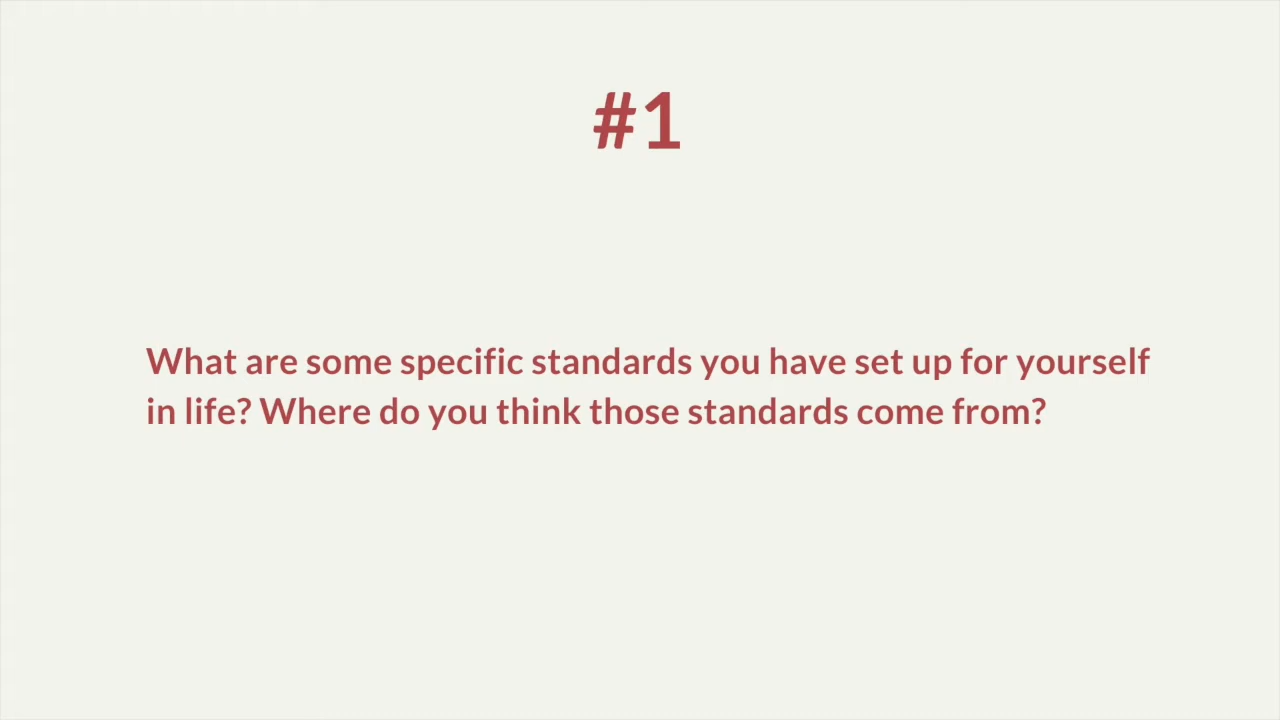 #1
What are some specific standards you have set up for yourself
in life? Where do you think those standards come from?